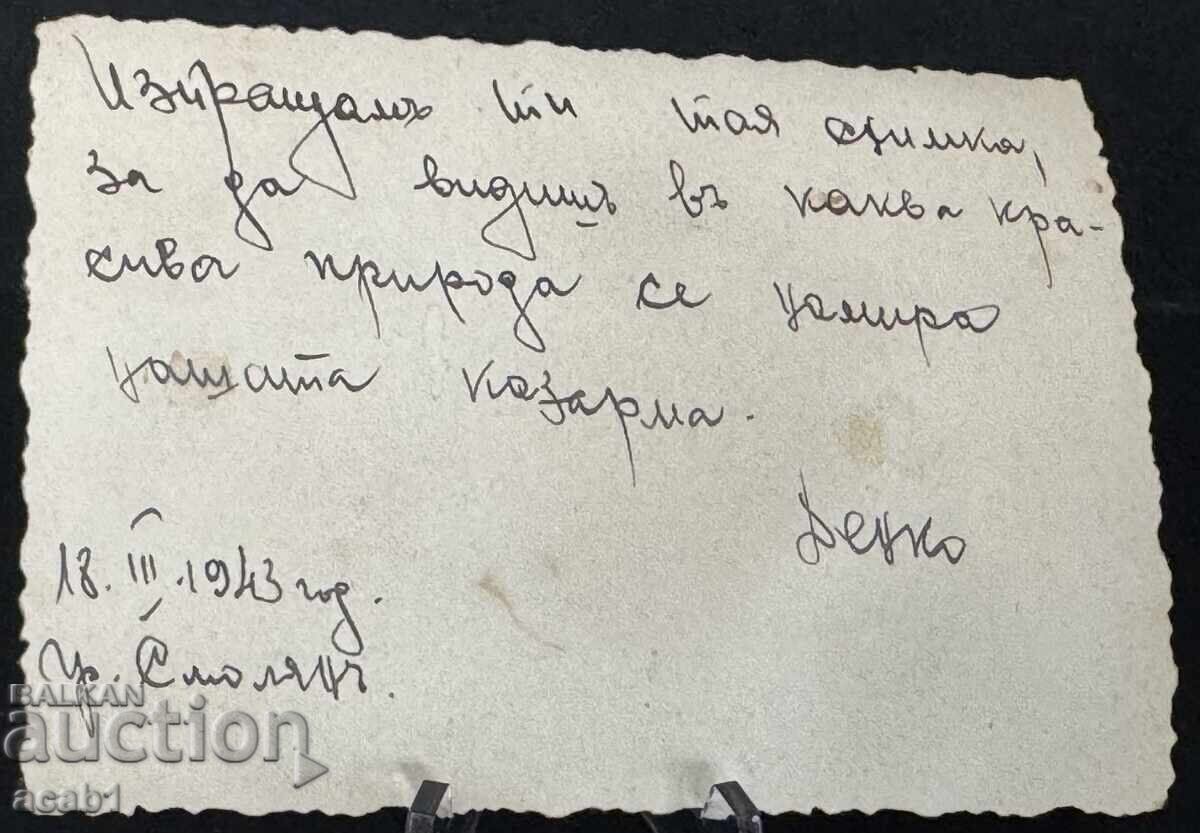 Изпращамъ ти тая снимка,
за да видишъ въ каква кра-
сива природа се намира
нашата казарма.
Денко
18.III.1943 год.
гр. Смолянъ.
BALKAN
auction
acab1